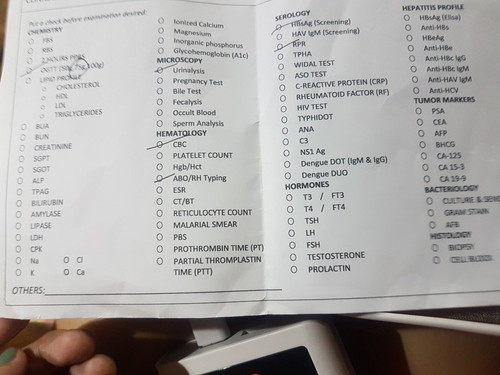 Put a check before examination desired:
CHEMISTRY
FBS
RBS
2 HOURS PPBS
OGTT (50g, 75g, 100g)
LIPID PROFILE
CHOLESTEROL
HDL
LDL
TRIGLYCERIDES
BUA
BUN
CREATININE
SGPT
SGOT
ALP
TPAG
BILIRUBIN
AMYLASE
LIPASE
LDH
CPK
Na O Cl
K O Ca
Ionized Calcium
Magnesium
Inorganic phosphorus
Glycohemoglobin (A1c)
MICROSCOPY
Urinalysis
Pregnancy Test
Bile Test
Fecalysis
Occult Blood
Sperm Analysis
HEMATOLOGY
CBC
PLATELET COUNT
Hgb/Hct
ABO/RH Typing
ESR
CT/BT
RETICULOCYTE COUNT
MALARIAL SMEAR
PBS
PROTHROMBIN TIME (PT)
PARTIAL THROMPLASTIN
TIME (PTT)
SEROLOGY
HBsAg (Screening)
HAV IgM (Screening)
RPR
TPHA
WIDAL TEST
ASO TEST
C-REACTIVE PROTEIN (CRP)
RHEUMATOID FACTOR (RF)
HIV TEST
TYPHIDOT
ANA
C3
NS1 Ag
Dengue DOT (IgM & IgG)
Dengue DUO
HORMONES
T3 / FT3
T4 / FT4
TSH
LH
FSH
TESTOSTERONE
PROLACTIN
HEPATITIS PROFILE
HBsAg (Elisa)
Anti-HBs
HBeAg
Anti-HBe
Anti-HBc IgG
Anti-HBc IgM
Anti-HAV IgM
Anti-HCV
TUMOR MARKERS
PSA
CEA
AFP
BHCG
CA-125
CA 15-3
CA 19-9
BACTERIOLOGY
CULTURE & SENS
GRAM STAIN
AFB
HISTOLOGY
BIOPSY
CELL BLOCK
OTHERS: